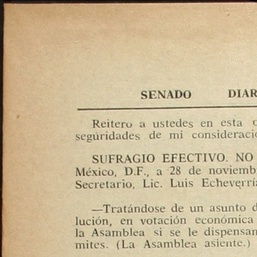 SENADO DIAR
Reitero a ustedes en esta
seguridades de mi consideració
SUFRAGIO EFECTIVO. NO
México, D.F., a 28 de noviemb
Secretario, Lic. Luis Echeverría
—Tratándose de un asunto d
lución, en votación económica
la Asamblea si se le dispensan
mites. (La Asamblea asiente.)